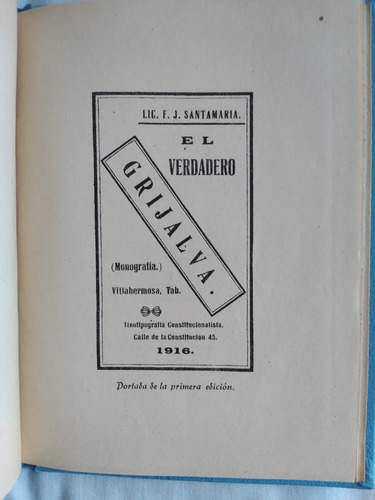 LIC. F. J. SANTAMARIA.
EL
VERDADERO
GRIJALVA.
(Monografía.)
Villahermosa, Tab.
Linotipografía Constitucionalista.
Calle de la Constitución 45.
1916.
Portada de la primera edición.